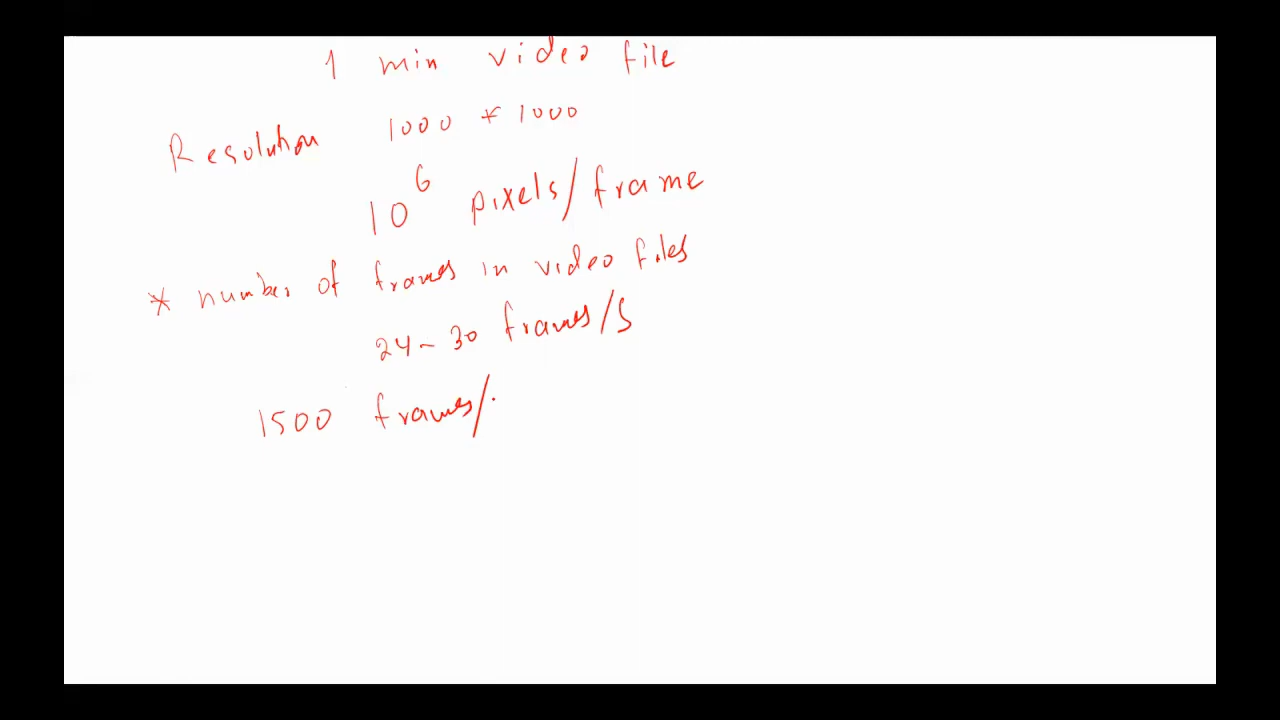 1 min video file
Resolution 1000 * 1000
10^6 pixels/frame
* number of frames in video files
24 - 30 frames/s
1500 frames/